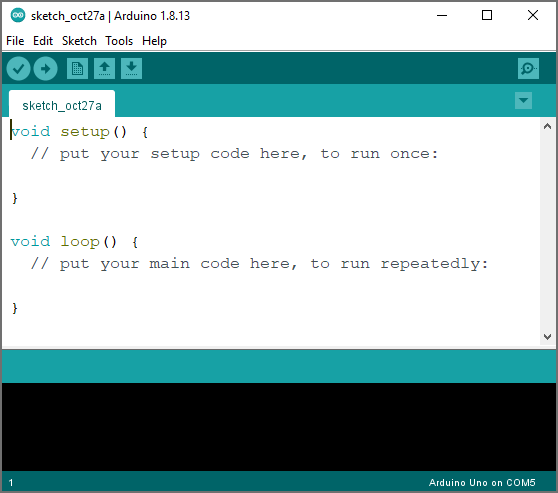 sketch_oct27a | Arduino 1.8.13
File Edit Sketch Tools Help
sketch_oct27a
void setup() {
  // put your setup code here, to run once:
}
void loop() {
  // put your main code here, to run repeatedly:
}
1 Arduino Uno on COM5